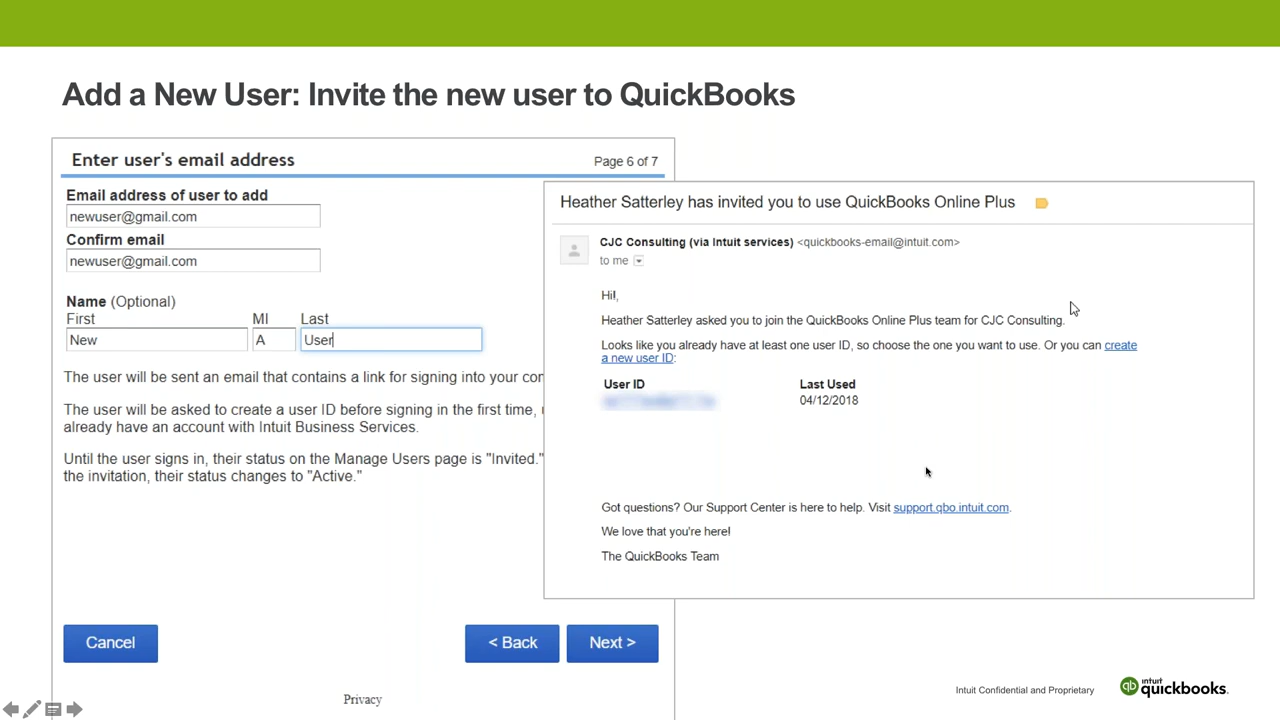 Add a New User: Invite the new user to QuickBooks
Enter user's email address
Page 6 of 7
Email address of user to add
newuser@gmail.com
Confirm email
newuser@gmail.com
Name (Optional)
First MI Last
New A User
The user will be sent an email that contains a link for signing into your
The user will be asked to create a user ID before signing in the first time,
already have an account with Intuit Business Services.
Until the user signs in, their status on the Manage Users page is "Invited."
the invitation, their status changes to "Active."
Cancel
< Back
Next >
Privacy
Heather Satterley has invited you to use QuickBooks Online Plus
CJC Consulting (via Intuit services) <quickbooks-email@intuit.com>
to me
Hi!,
Heather Satterley asked you to join the QuickBooks Online Plus team for CJC Consulting.
Looks like you already have at least one user ID, so choose the one you want to use. Or you can create
a new user ID:
User ID Last Used
04/12/2018
Got questions? Our Support Center is here to help. Visit support.qbo.intuit.com.
We love that you're here!
The QuickBooks Team
Intuit Confidential and Proprietary
qb intuit quickbooks.